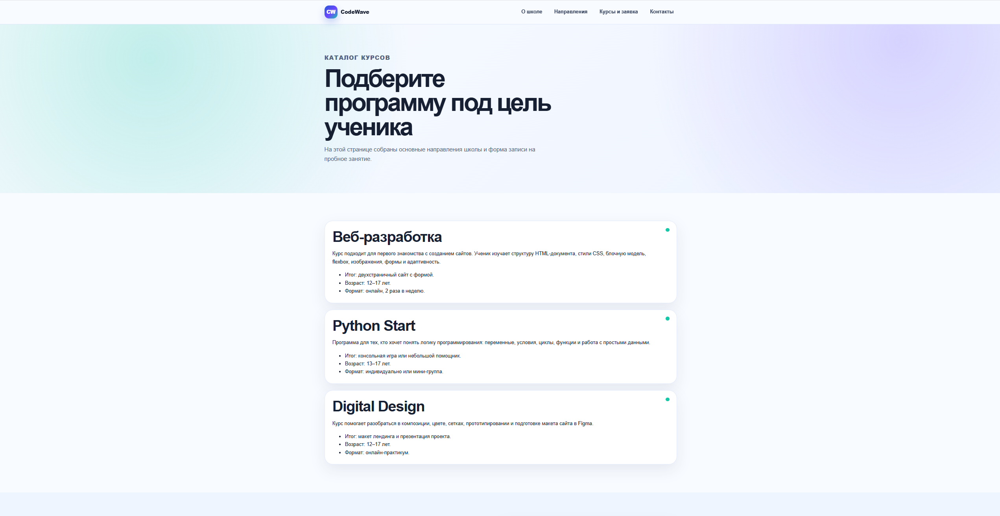 CW CodeWave О школе Направления Курсы и заявка Контакты
КАТАЛОГ КУРСОВ
Подберите
программу под цель
ученика
На этой странице собраны основные направления школы и форма записи на
пробное занятие.
Веб-разработка
Курс подходит для первого знакомства с созданием сайтов. Ученик изучает структуру HTML-документа, стили CSS, блочную модель,
flexbox, изображения, формы и адаптивность.
• Итог: двухстраничный сайт с формой.
• Возраст: 12–17 лет.
• Формат: онлайн, 2 раза в неделю.
Python Start
Программа для тех, кто хочет понять логику программирования: переменные, условия, циклы, функции и работа с простыми данными.
• Итог: консольная игра или небольшой помощник.
• Возраст: 13–17 лет.
• Формат: индивидуально или мини-группа.
Digital Design
Курс помогает разобраться в композиции, цвете, сетках, прототипировании и подготовке макета сайта в Figma.
• Итог: макет лендинга и презентация проекта.
• Возраст: 12–17 лет.
• Формат: онлайн-практикум.